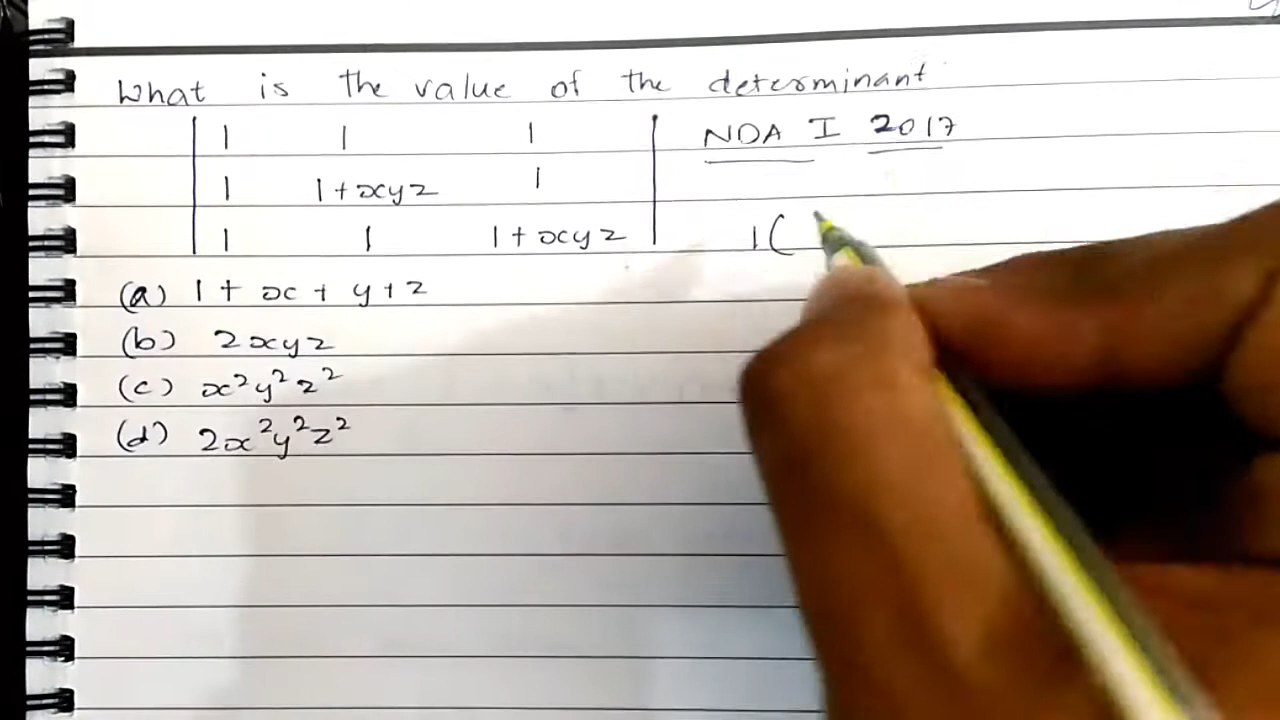 What is the value of the determinant
| 1 1 1 | NDA I 2017
| 1 1+xyz 1 |
| 1 1 1+xyz | 1(
(a) 1 + x + y + z
(b) 2xyz
(c) x²y²z²
(d) 2x²y²z²